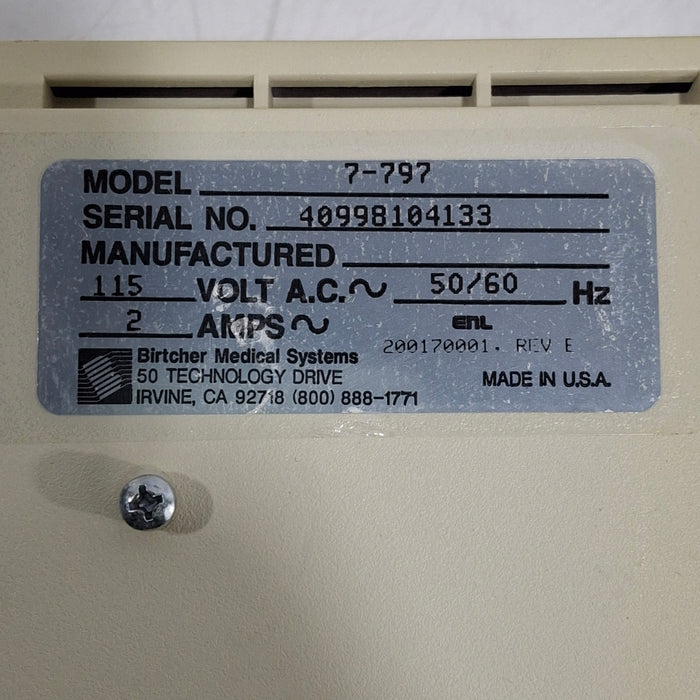 MODEL 7-797
SERIAL NO. 40998104133
MANUFACTURED
115 VOLT A.C.~ 50/60 Hz
2 AMPS~ ENL
200170001. REV E
Birtcher Medical Systems
50 TECHNOLOGY DRIVE MADE IN U.S.A.
IRVINE, CA 92718 (800) 888-1771